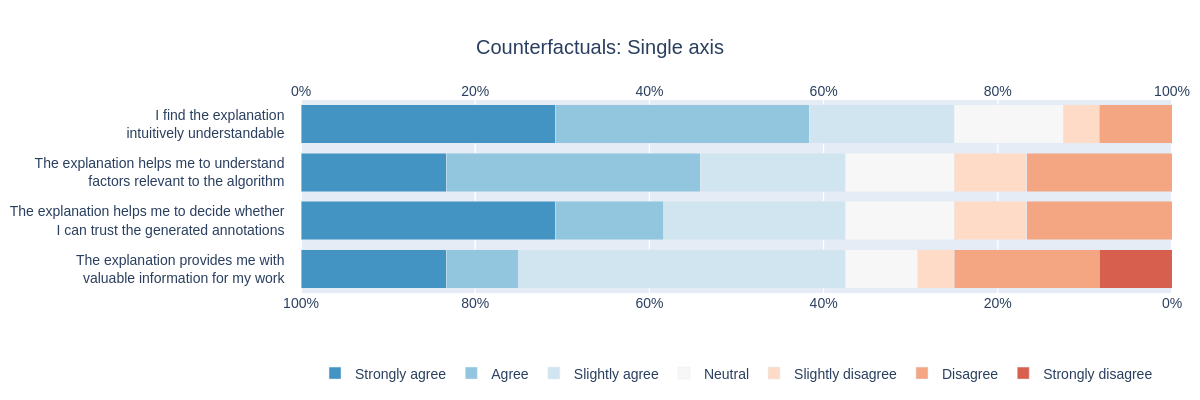 Counterfactuals: Single axis
0% 20% 40% 60% 80% 100%
I find the explanation
intuitively understandable
The explanation helps me to understand
factors relevant to the algorithm
The explanation helps me to decide whether
I can trust the generated annotations
The explanation provides me with
valuable information for my work
100% 80% 60% 40% 20% 0%
Strongly agree Agree Slightly agree Neutral Slightly disagree Disagree Strongly disagree